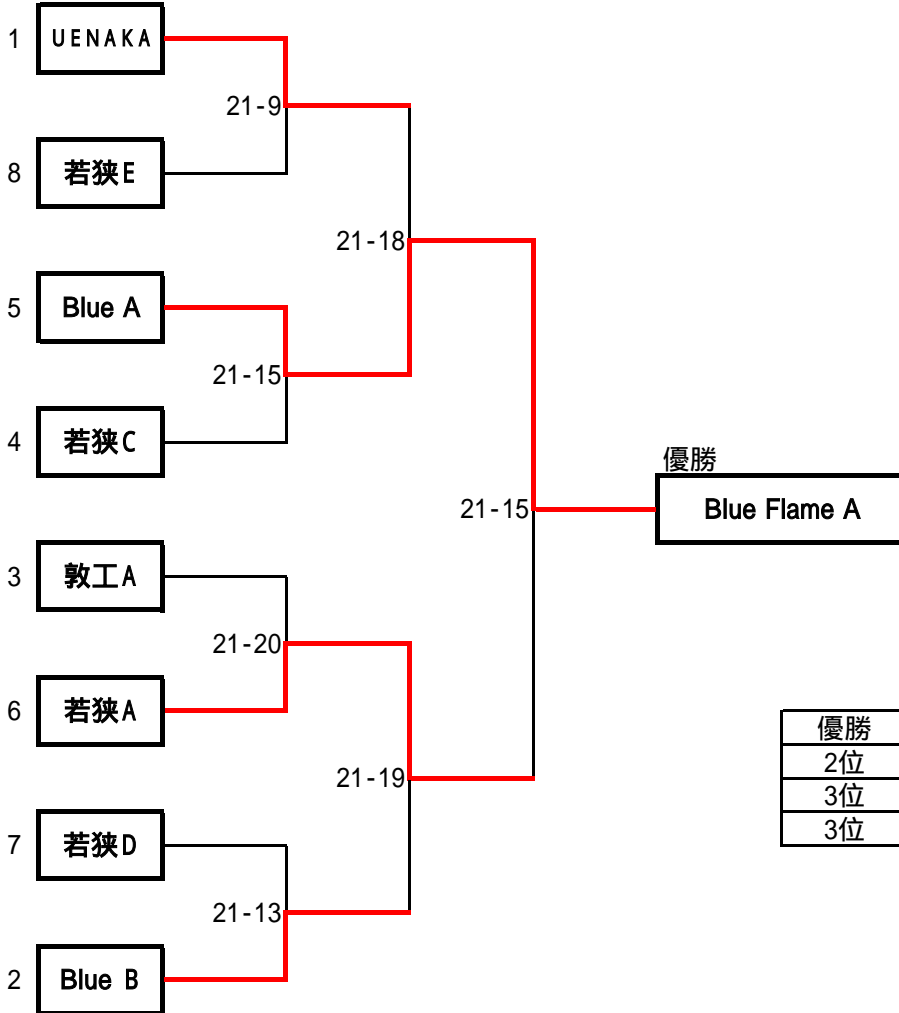 1 UENAKA
21-9
8 若狭E
21-18
5 Blue A
21-15
4 若狭C
優勝
21-15 Blue Flame A
3 敦工A
21-20
6 若狭A
優勝
2位
21-19
3位
3位
7 若狭D
21-13
2 Blue B